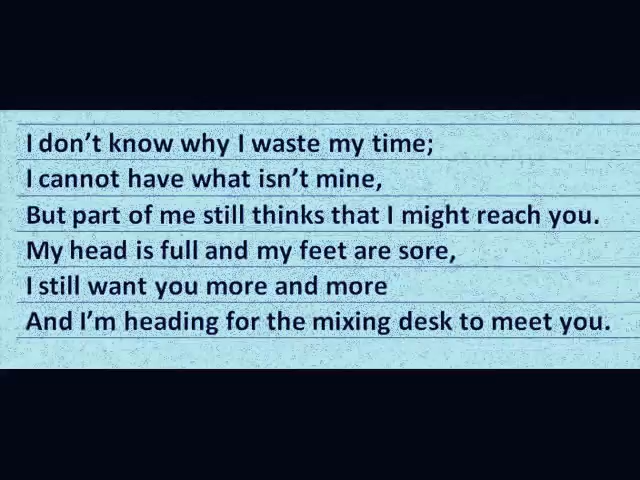 I don’t know why I waste my time;
I cannot have what isn’t mine,
But part of me still thinks that I might reach you.
My head is full and my feet are sore,
I still want you more and more
And I’m heading for the mixing desk to meet you.